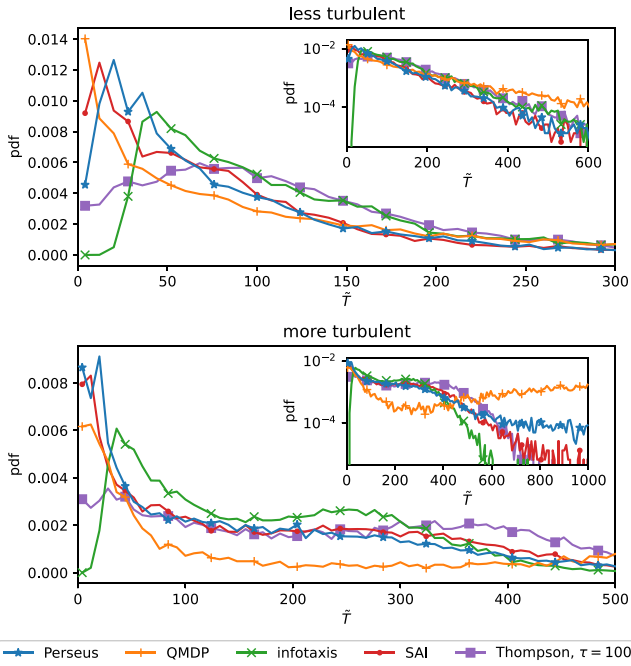 less turbulent
0.014
0.012
0.010
0.008
0.006
0.004
0.002
0.000
pdf
0 50 100 150 200 250 300
T̃
10⁻²
10⁻⁴
pdf
0 200 400 600
T̃
more turbulent
0.008
0.006
0.004
0.002
0.000
pdf
0 100 200 300 400 500
T̃
10⁻²
10⁻⁴
pdf
0 200 400 600 800 1000
T̃
Perseus QMDP infotaxis SAI Thompson, τ = 100